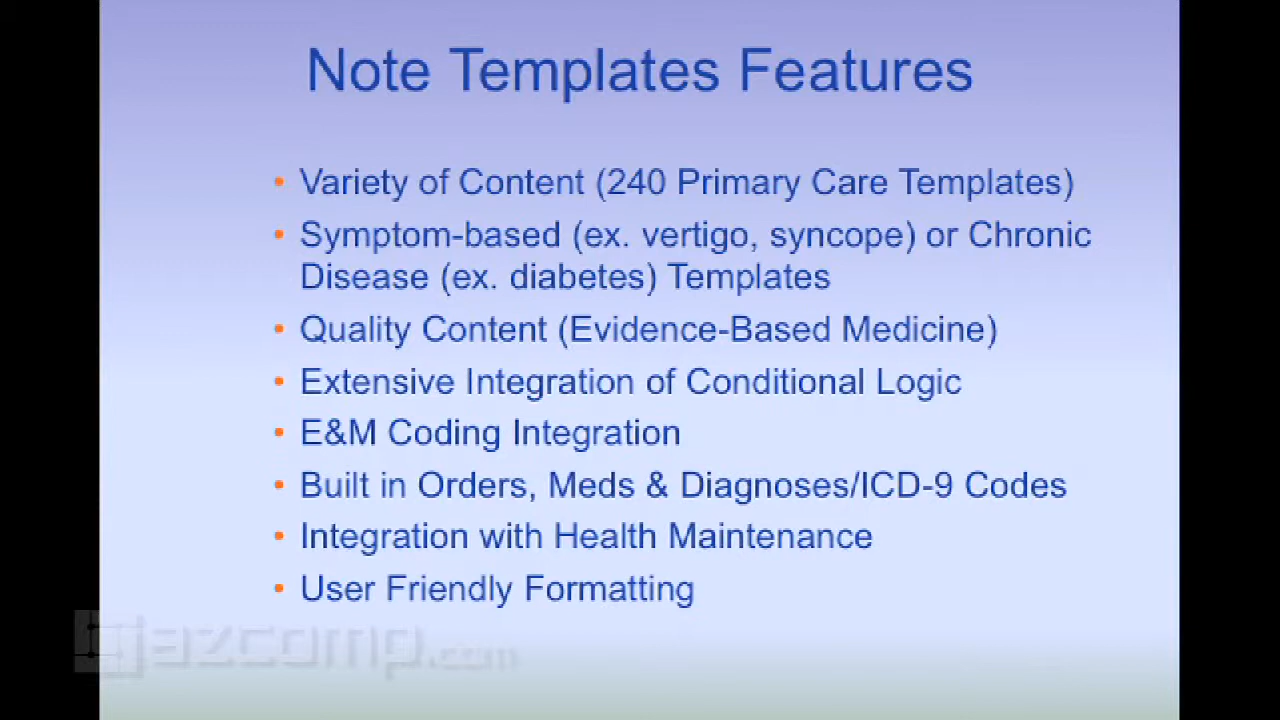 Note Templates Features
• Variety of Content (240 Primary Care Templates)
• Symptom-based (ex. vertigo, syncope) or Chronic
Disease (ex. diabetes) Templates
• Quality Content (Evidence-Based Medicine)
• Extensive Integration of Conditional Logic
• E&M Coding Integration
• Built in Orders, Meds & Diagnoses/ICD-9 Codes
• Integration with Health Maintenance
• User Friendly Formatting
azcomp.com